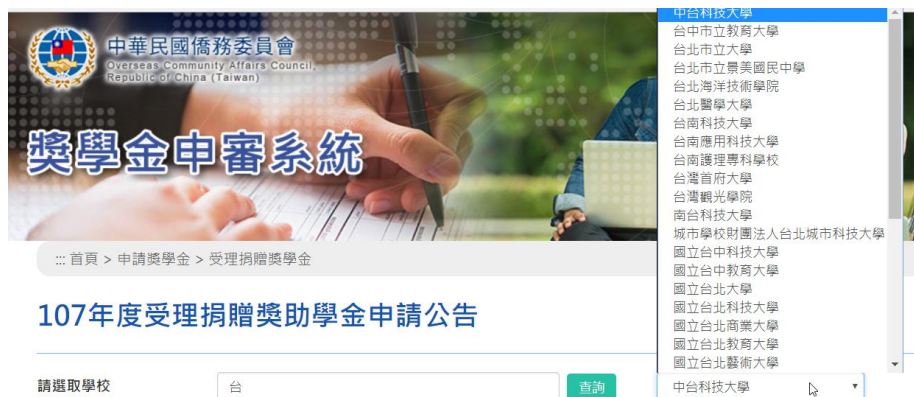 中華民國僑務委員會
Overseas Community Affairs Council,
Republic of China (Taiwan)
獎學金申審系統
::: 首頁 > 申請獎學金 > 受理捐贈獎學金
107年度受理捐贈獎助學金申請公告
請選取學校
台
查詢
中台科技大學
中台科技大學
台中市立教育大學
台北市立大學
台北市立景美國民中學
台北海洋技術學院
台北醫學大學
台南科技大學
台南應用科技大學
台南護理專科學校
台灣首府大學
台灣觀光學院
南台科技大學
城市學校財團法人台北城市科技大學
國立台中科技大學
國立台中教育大學
國立台北大學
國立台北科技大學
國立台北商業大學
國立台北教育大學
國立台北藝術大學